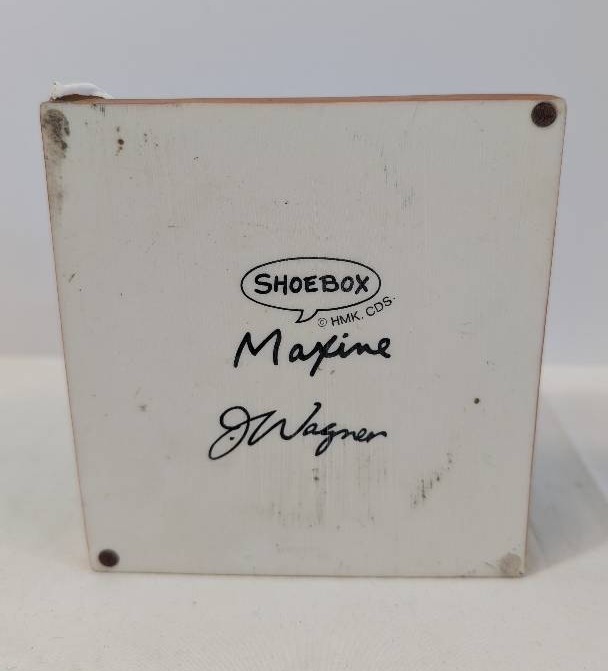 SHOEBOX
© HMK. CDS.
Maxine
J Wagner